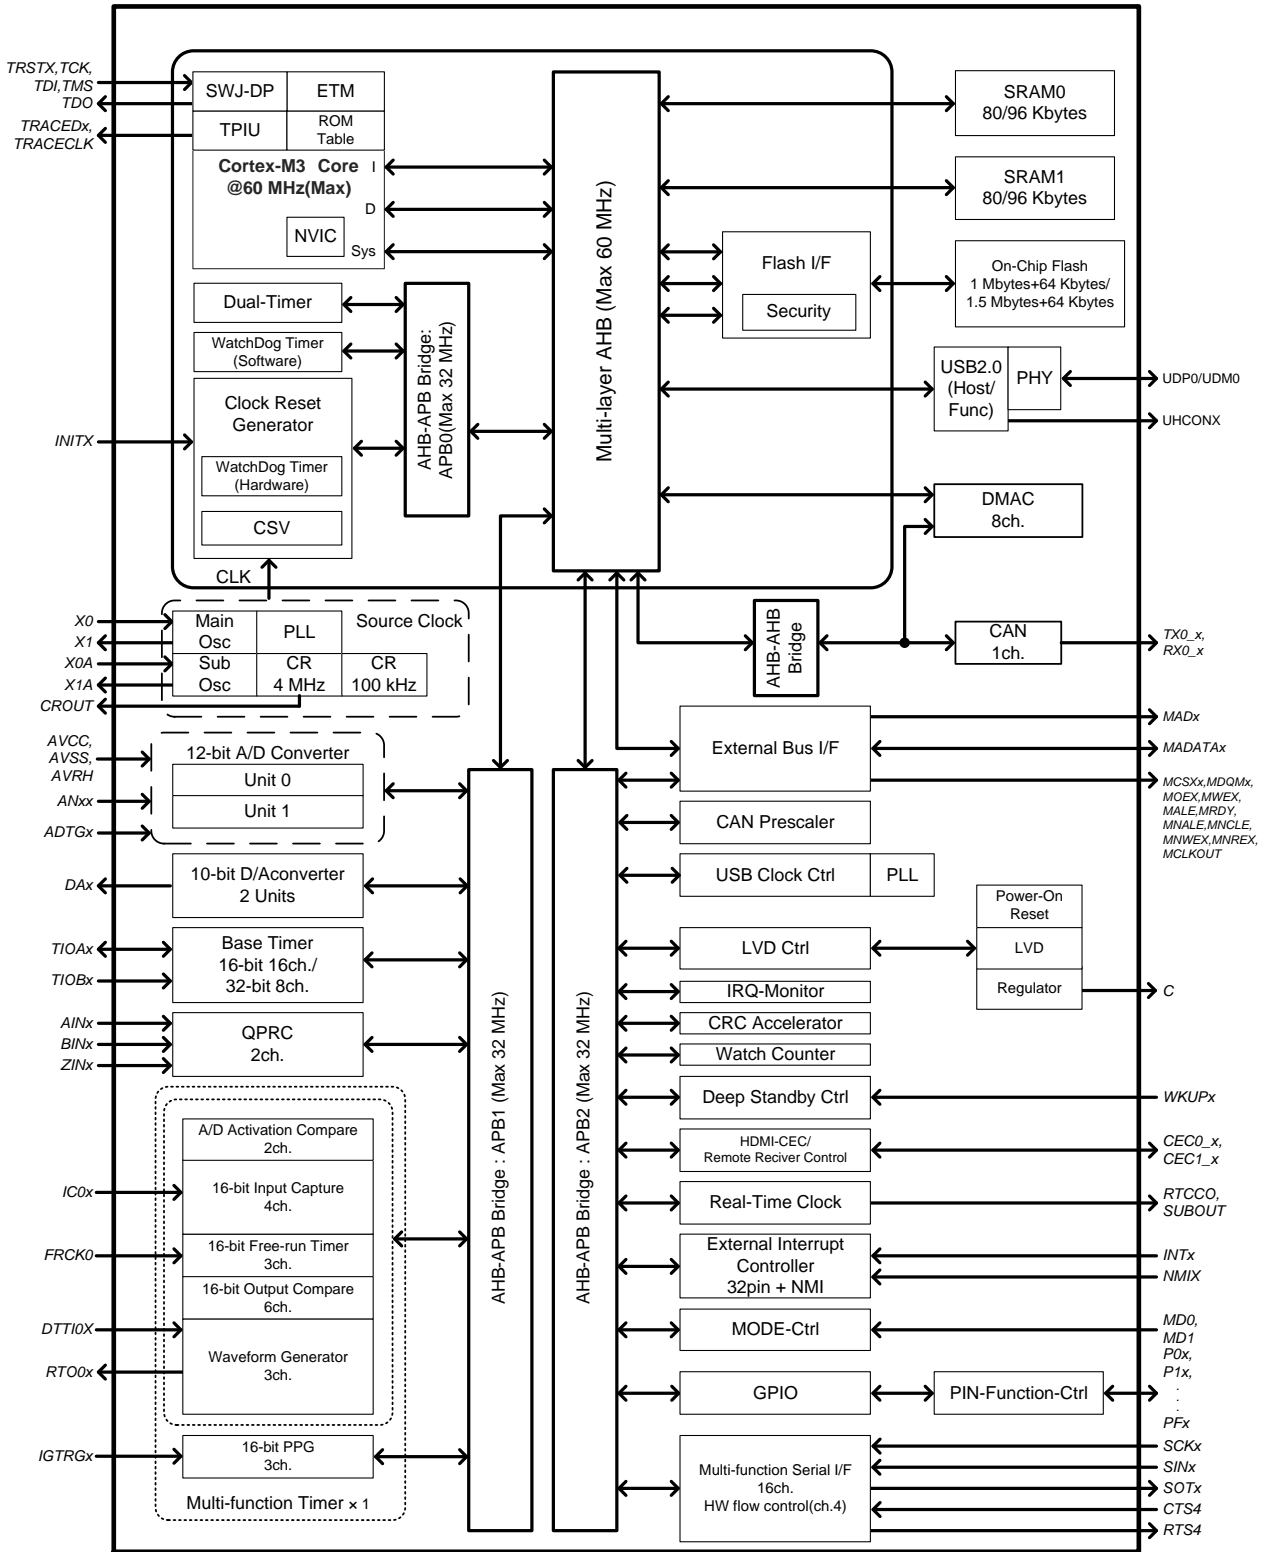 TRSTX,TCK,
TDI,TMS
TDO
TRACEDx,
TRACECLK
SWJ-DP
ETM
TPIU
ROM
Table
Cortex-M3 Core
@60 MHz(Max)
I
D
Sys
NVIC
Dual-Timer
WatchDog Timer
(Software)
Clock Reset
Generator
WatchDog Timer
(Hardware)
CSV
INITX
AHB-APB Bridge:
APB0(Max 32 MHz)
Multi-layer AHB (Max 60 MHz)
SRAM0
80/96 Kbytes
SRAM1
80/96 Kbytes
Flash I/F
Security
On-Chip Flash
1 Mbytes+64 Kbytes/
1.5 Mbytes+64 Kbytes
USB2.0
(Host/
Func)
PHY
UDP0/UDM0
UHCONX
DMAC
8ch.
CLK
X0
X1
X0A
X1A
CROUT
Main
Osc
PLL
Source Clock
Sub
Osc
CR
4 MHz
CR
100 kHz
AHB-AHB
Bridge
CAN
1ch.
TX0_x,
RX0_x
AVCC,
AVSS,
AVRH
ANxx
ADTGx
12-bit A/D Converter
Unit 0
Unit 1
DAx
10-bit D/Aconverter
2 Units
TIOAx
TIOBx
Base Timer
16-bit 16ch./
32-bit 8ch.
AINx
BINx
ZINx
QPRC
2ch.
A/D Activation Compare
2ch.
IC0x
16-bit Input Capture
4ch.
FRCK0
16-bit Free-run Timer
3ch.
16-bit Output Compare
6ch.
DTTI0X
RTO0x
Waveform Generator
3ch.
IGTRGx
16-bit PPG
3ch.
Multi-function Timer × 1
AHB-APB Bridge : APB1 (Max 32 MHz)
AHB-APB Bridge : APB2 (Max 32 MHz)
External Bus I/F
MADx
MADATAx
MCSXx,MDQMx,
MOEX,MWEX,
MALE,MRDY,
MNALE,MNCLE,
MNWEX,MNREX,
MCLKOUT
CAN Prescaler
USB Clock Ctrl
PLL
LVD Ctrl
Power-On
Reset
LVD
Regulator
C
IRQ-Monitor
CRC Accelerator
Watch Counter
Deep Standby Ctrl
WKUPx
HDMI-CEC/
Remote Reciver Control
CEC0_x,
CEC1_x
Real-Time Clock
RTCCO,
SUBOUT
External Interrupt
Controller
32pin + NMI
INTx
NMIX
MODE-Ctrl
MD0,
MD1
GPIO
PIN-Function-Ctrl
P0x,
P1x,
.
.
.
PFx
Multi-function Serial I/F
16ch.
HW flow control(ch.4)
SCKx
SINx
SOTx
CTS4
RTS4